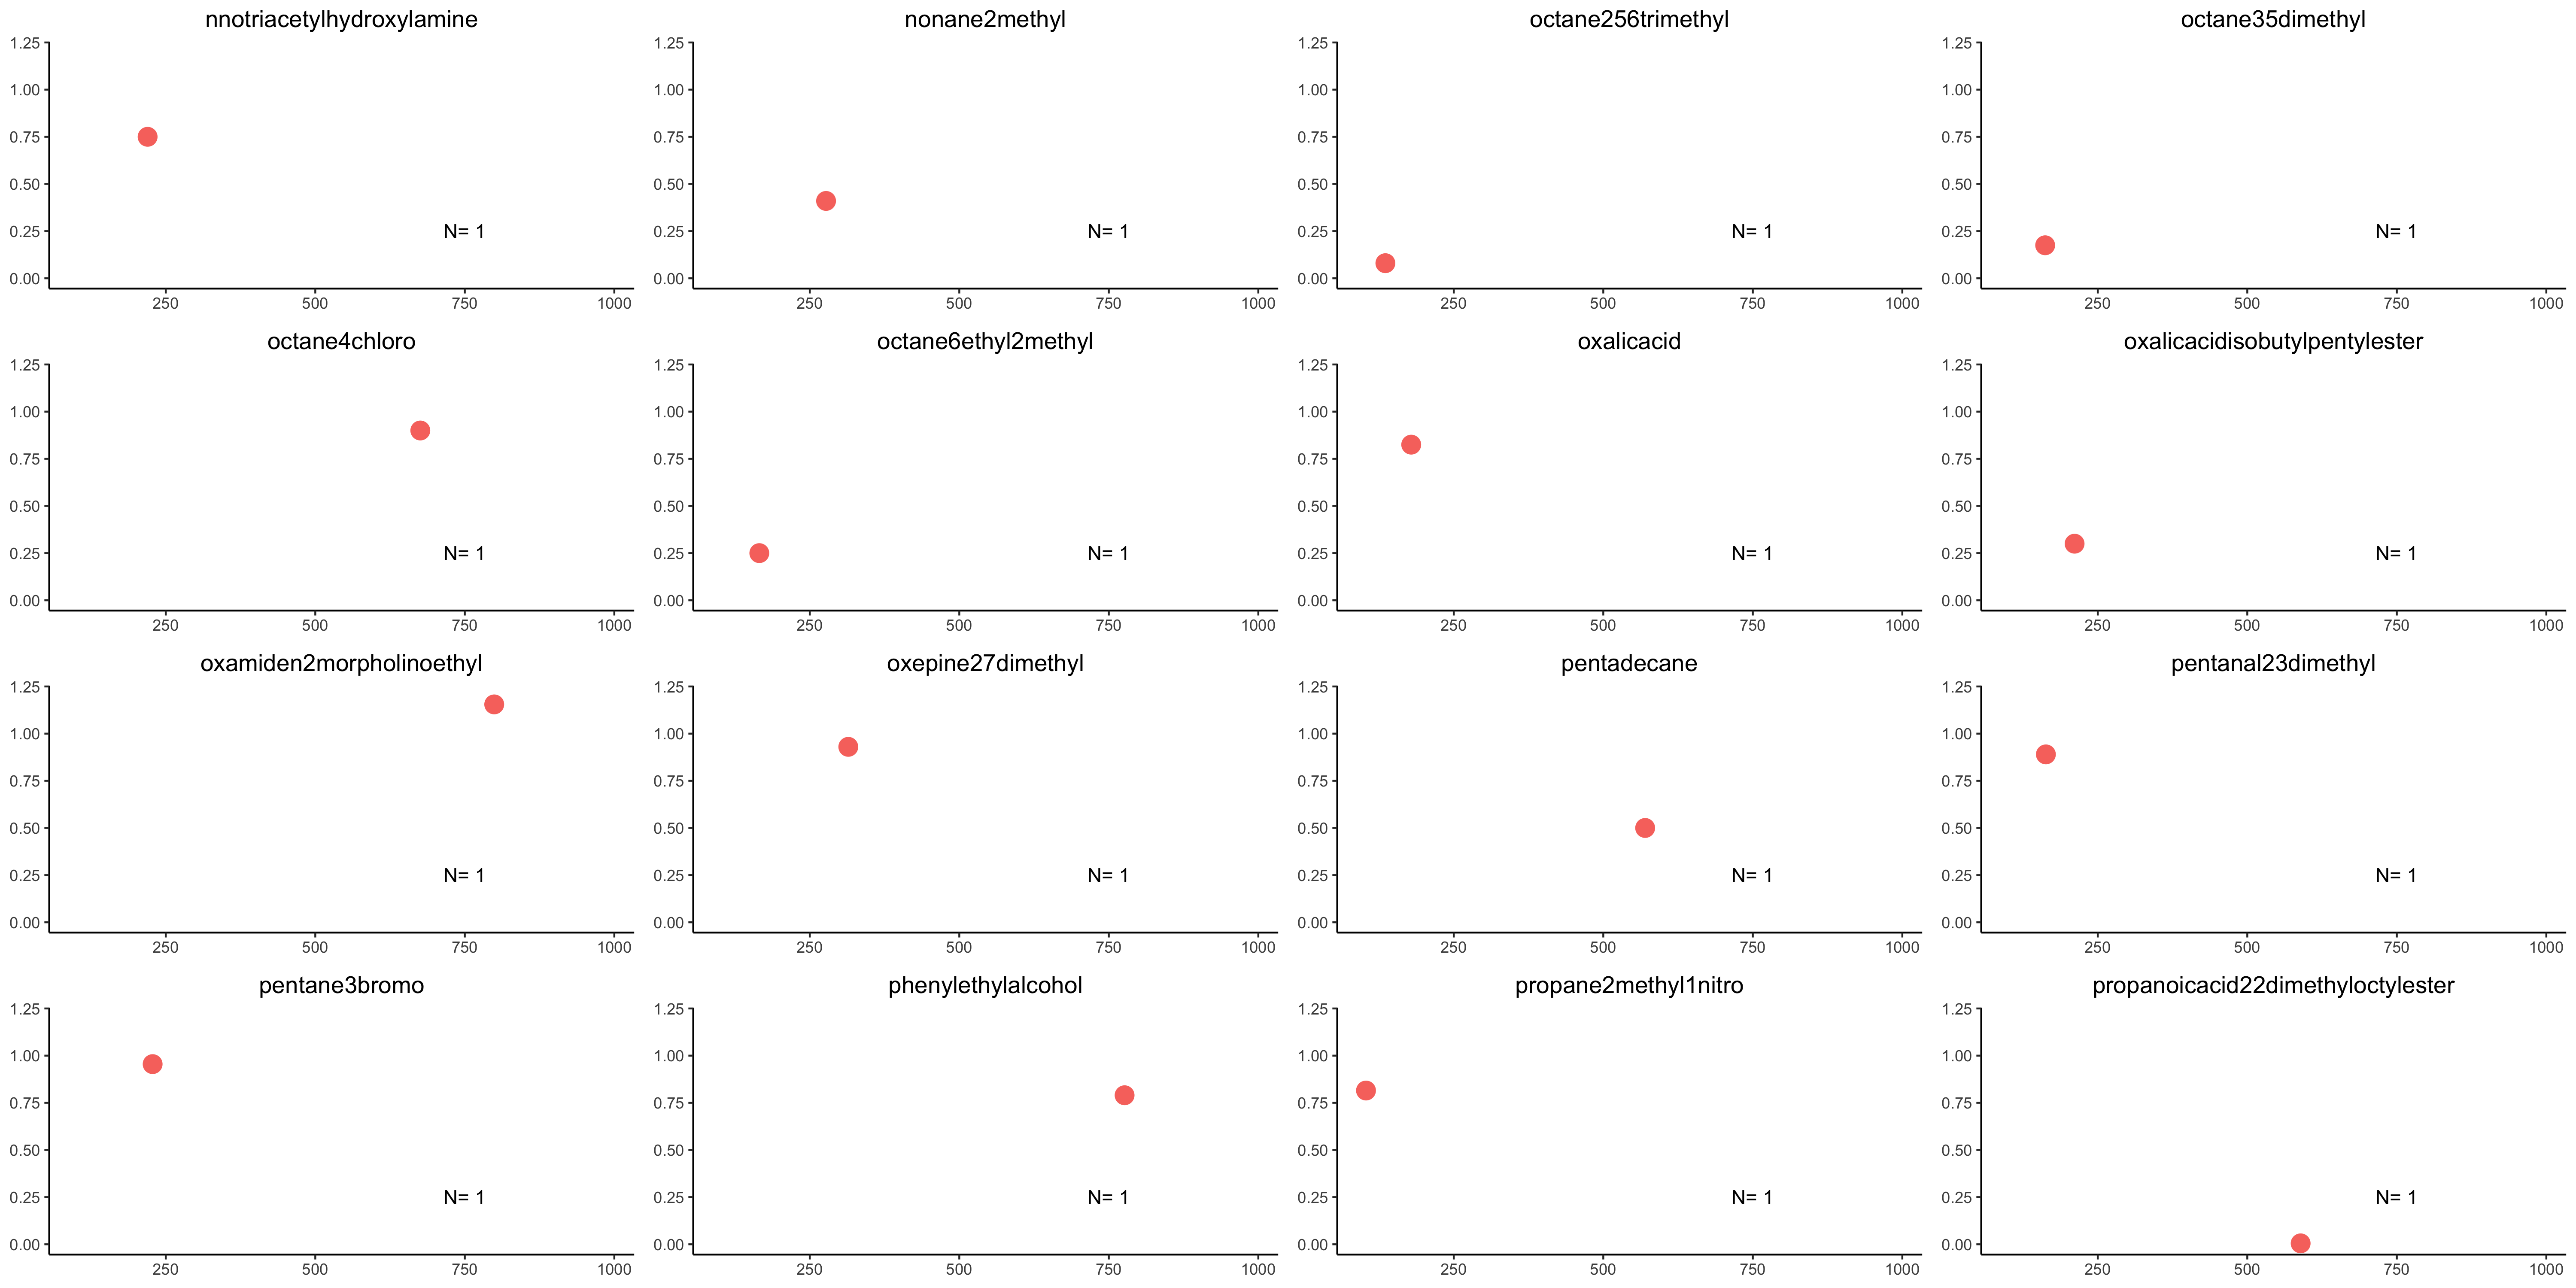 nnotriacetylhydroxylamine
1.25
1.00
0.75
0.50
0.25
0.00
N= 1
250 500 750 1000
nonane2methyl
1.25
1.00
0.75
0.50
0.25
0.00
N= 1
250 500 750 1000
octane256trimethyl
1.25
1.00
0.75
0.50
0.25
0.00
N= 1
250 500 750 1000
octane35dimethyl
1.25
1.00
0.75
0.50
0.25
0.00
N= 1
250 500 750 1000
octane4chloro
1.25
1.00
0.75
0.50
0.25
0.00
N= 1
250 500 750 1000
octane6ethyl2methyl
1.25
1.00
0.75
0.50
0.25
0.00
N= 1
250 500 750 1000
oxalicacid
1.25
1.00
0.75
0.50
0.25
0.00
N= 1
250 500 750 1000
oxalicacidisobutylpentylester
1.25
1.00
0.75
0.50
0.25
0.00
N= 1
250 500 750 1000
oxamiden2morpholinoethyl
1.25
1.00
0.75
0.50
0.25
0.00
N= 1
250 500 750 1000
oxepine27dimethyl
1.25
1.00
0.75
0.50
0.25
0.00
N= 1
250 500 750 1000
pentadecane
1.25
1.00
0.75
0.50
0.25
0.00
N= 1
250 500 750 1000
pentanal23dimethyl
1.25
1.00
0.75
0.50
0.25
0.00
N= 1
250 500 750 1000
pentane3bromo
1.25
1.00
0.75
0.50
0.25
0.00
N= 1
250 500 750 1000
phenylethylalcohol
1.25
1.00
0.75
0.50
0.25
0.00
N= 1
250 500 750 1000
propane2methyl1nitro
1.25
1.00
0.75
0.50
0.25
0.00
N= 1
250 500 750 1000
propanoicacid22dimethyloctylester
1.25
1.00
0.75
0.50
0.25
0.00
N= 1
250 500 750 1000